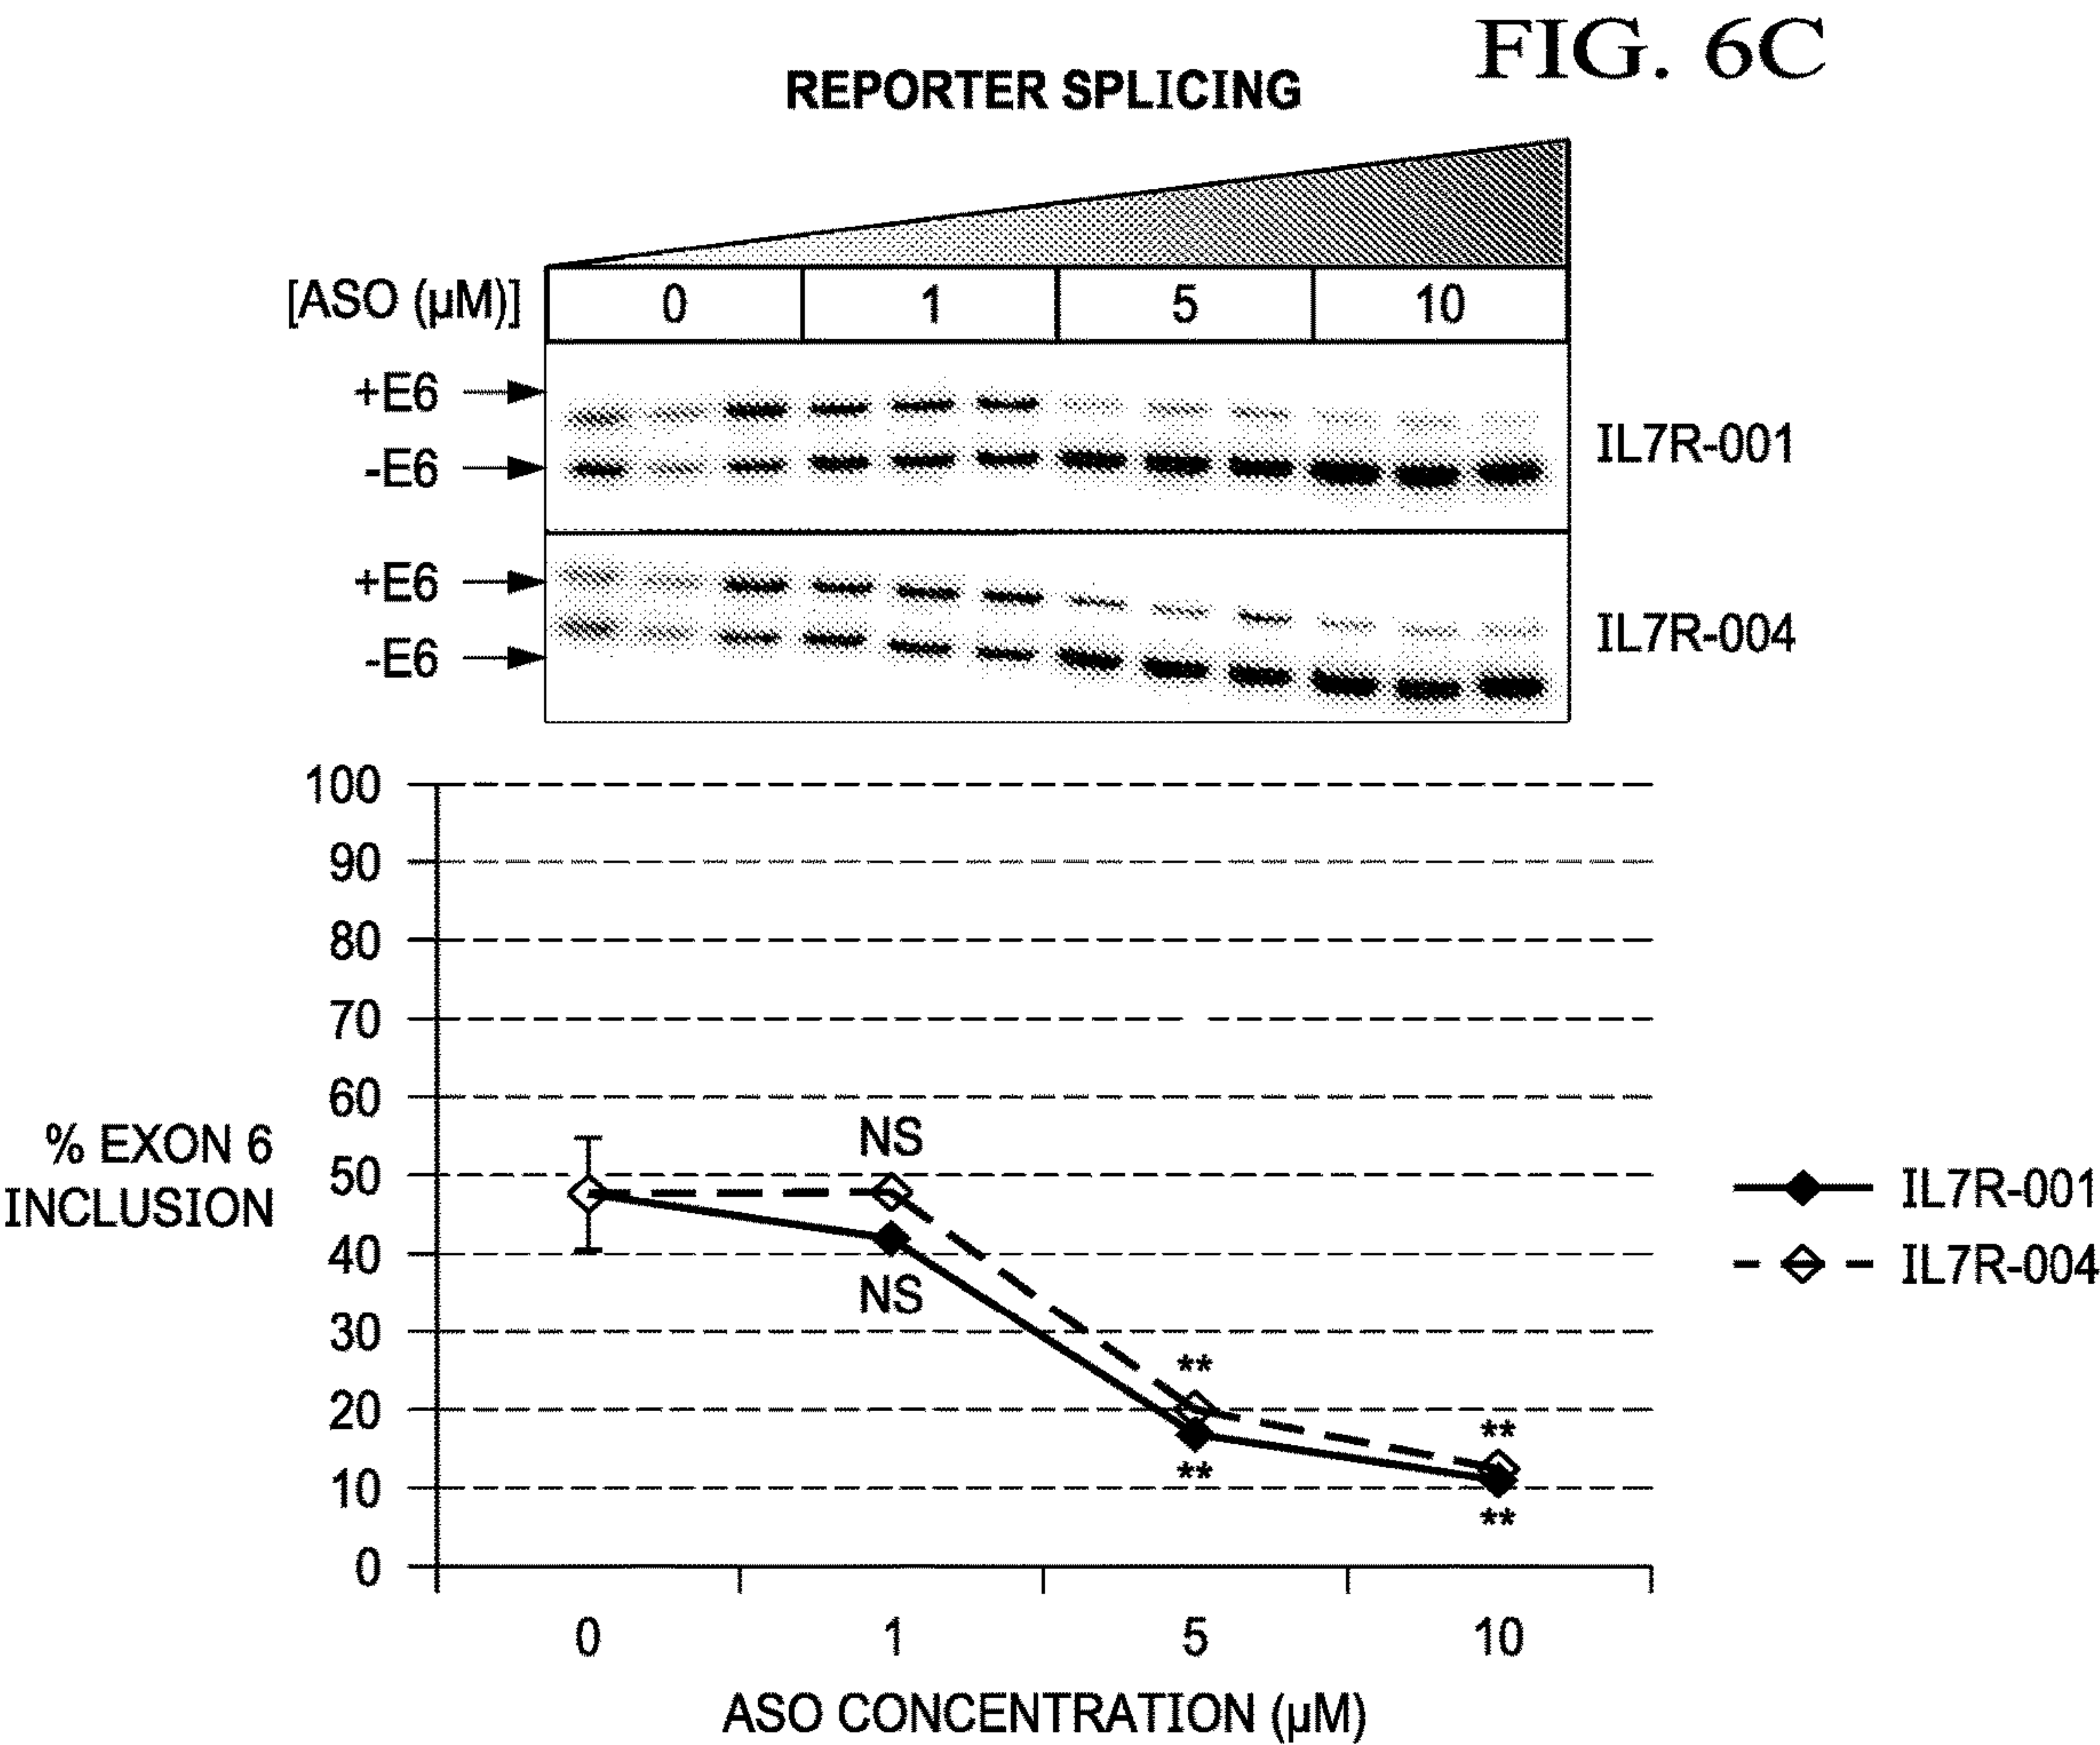 FIG. 6C
REPORTER SPLICING
[ASO (µM)] 0 1 5 10
+E6
-E6
IL7R-001
+E6
-E6
IL7R-004
100
90
80
70
60
50
40
30
20
10
0
% EXON 6
INCLUSION
NS
NS
**
**
**
**
IL7R-001
IL7R-004
0 1 5 10
ASO CONCENTRATION (µM)